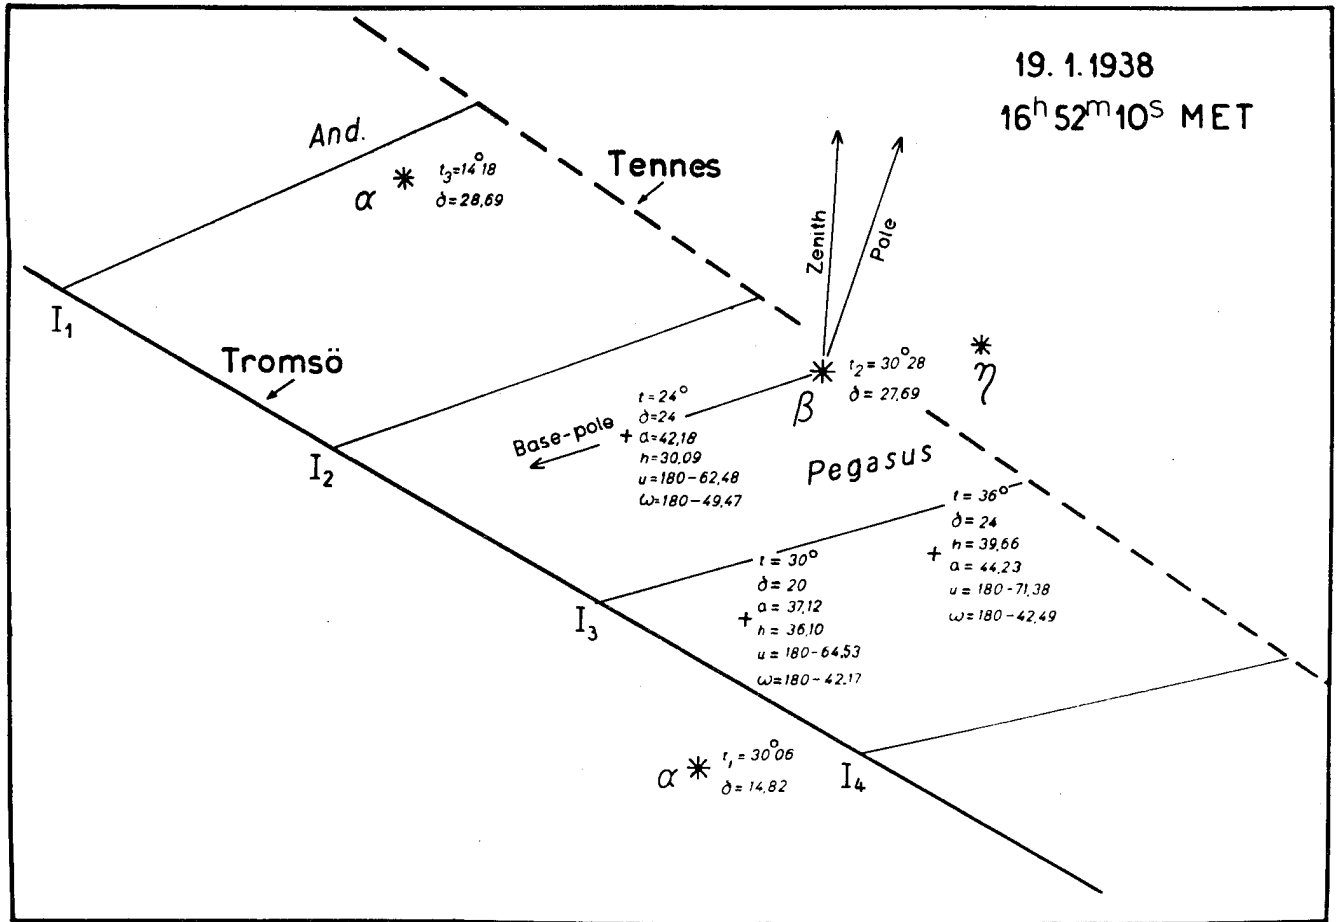 19. 1. 1938
16h 52m 10s MET
And.
α * t3=14°18
δ=28,69
Tennes
Zenith
Pole
I1
Tromsö
η
t2=30°28
δ=27,69
β
Base-pole
t=24°
δ=24
a=42,18
h=30,09
u=180-62,48
ω=180-49,47
Pegasus
I2
t=36°
δ=24
h=39,66
a=44,23
u=180-71,38
ω=180-42,49
t=30°
δ=20
a=37,12
h=36,10
u=180-64,53
ω=180-42,17
I3
α * t1=30°06
δ=14,82
I4